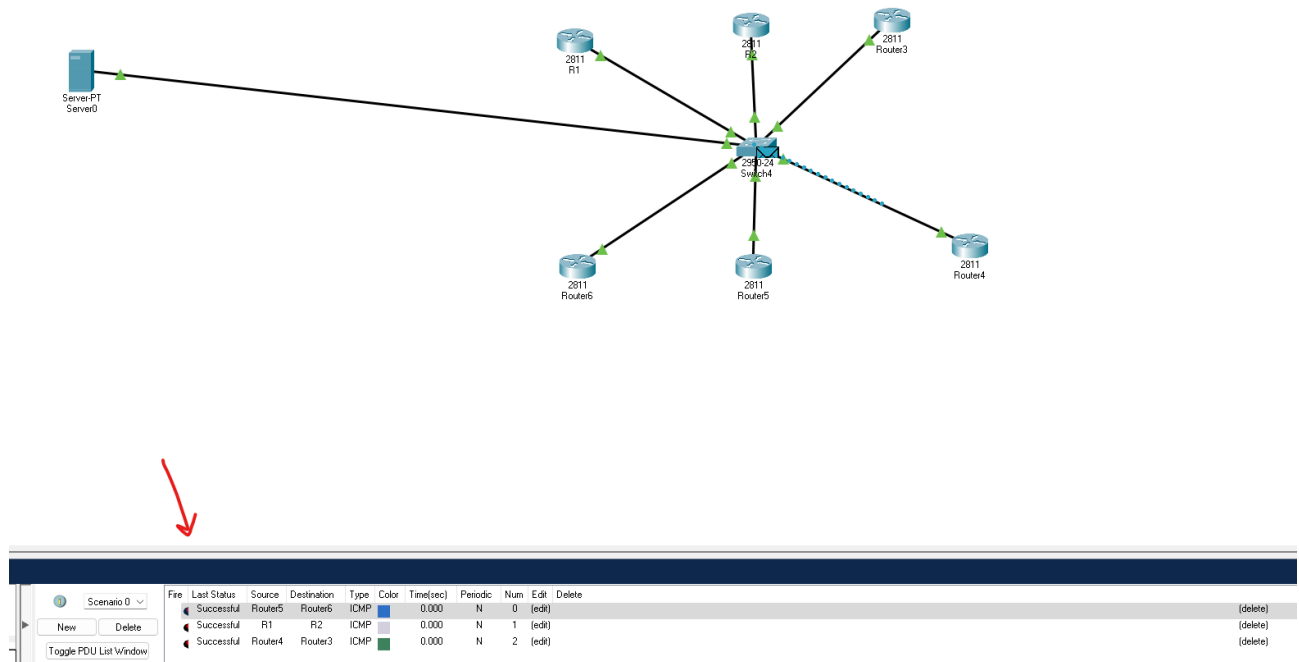 2811
R1
2811
R2
2811
Router3
Server-PT
Server0
2950-24
Switch4
2811
Router4
2811
Router6
2811
Router5
Scenario 0
New Delete
Toggle PDU List Window
Fire Last Status Source Destination Type Color Time(sec) Periodic Num Edit Delete
Successful Router5 Router6 ICMP 0.000 N 0 (edit) (delete)
Successful R1 R2 ICMP 0.000 N 1 (edit) (delete)
Successful Router4 Router3 ICMP 0.000 N 2 (edit) (delete)